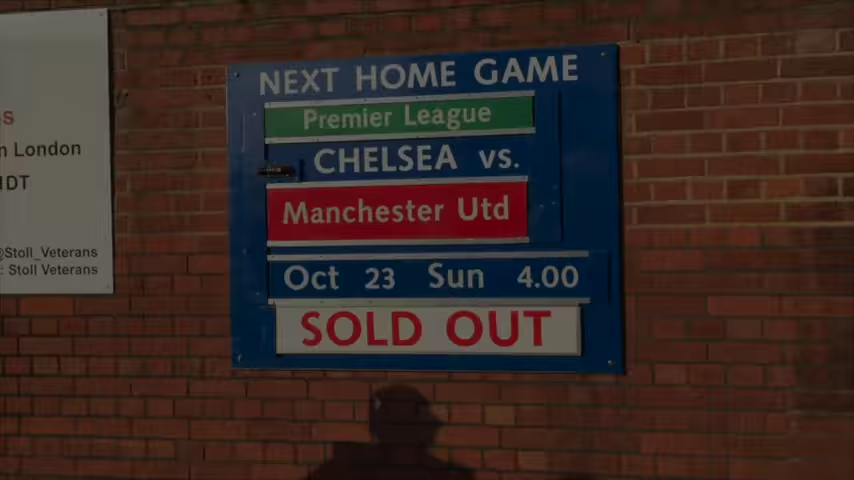 s
n London
IDT
@Stoll_Veterans
: Stoll Veterans
NEXT HOME GAME
Premier League
CHELSEA vs.
Manchester Utd
Oct 23 Sun 4.00
SOLD OUT